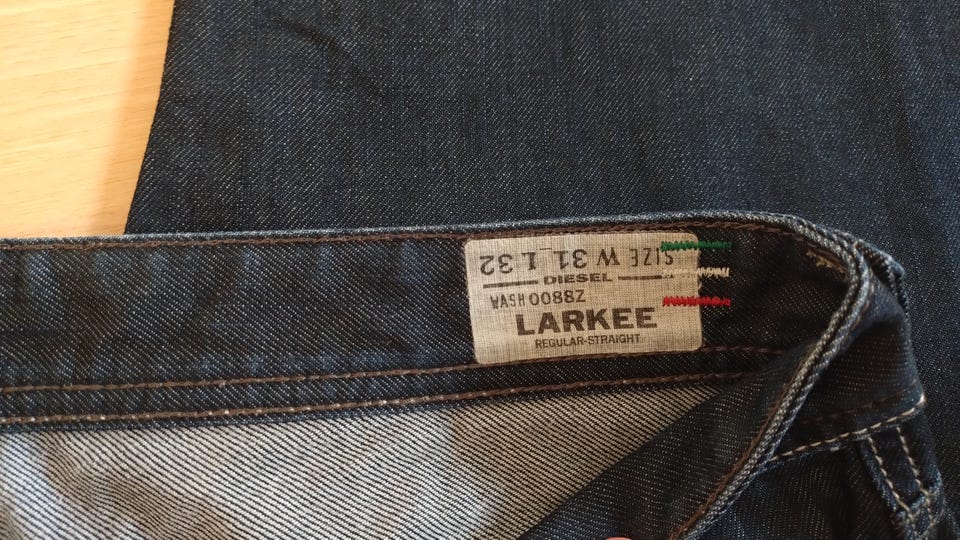 SIZE W 31 L 32
DIESEL
WASH 0088Z
LARKEE
REGULAR-STRAIGHT